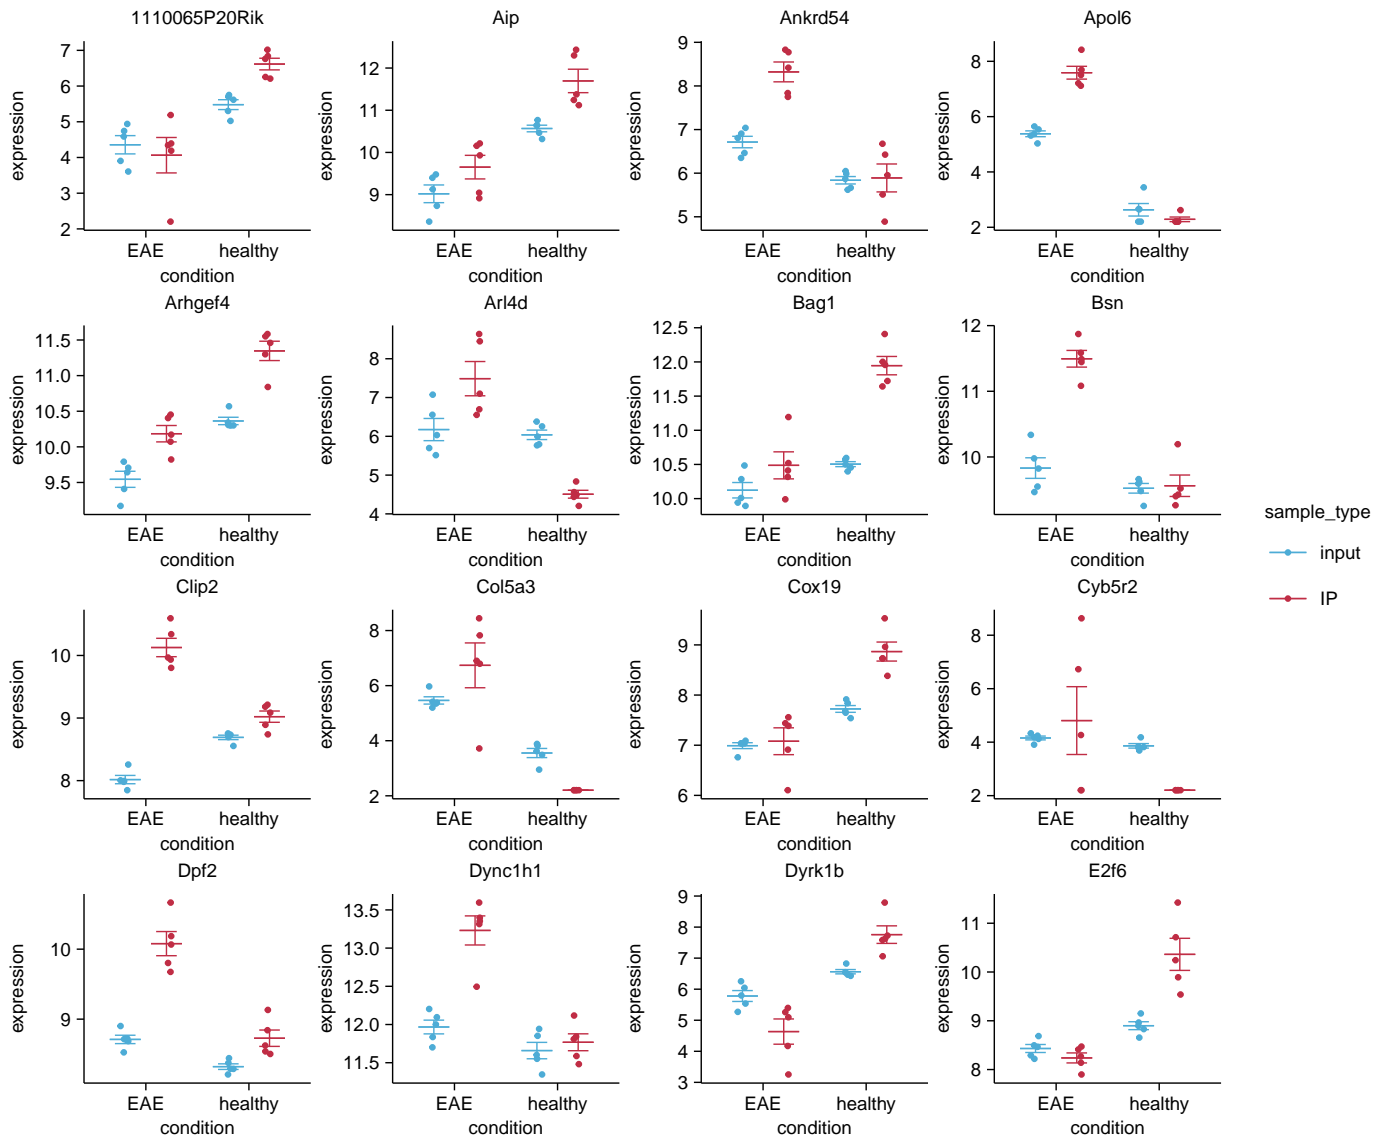 1110065P20Rik
7
6
5
4
3
2
expression
EAE healthy
condition
Aip
12
11
10
9
expression
EAE healthy
condition
Ankrd54
9
8
7
6
5
expression
EAE healthy
condition
Apol6
8
6
4
2
expression
EAE healthy
condition
Arhgef4
11.5
11.0
10.5
10.0
9.5
expression
EAE healthy
condition
Arl4d
8
7
6
5
4
expression
EAE healthy
condition
Bag1
12.5
12.0
11.5
11.0
10.5
10.0
expression
EAE healthy
condition
Bsn
12
11
10
expression
EAE healthy
condition
Clip2
10
9
8
expression
EAE healthy
condition
Col5a3
8
6
4
2
expression
EAE healthy
condition
Cox19
9
8
7
6
expression
EAE healthy
condition
Cyb5r2
8
6
4
2
expression
EAE healthy
condition
Dpf2
10
9
expression
EAE healthy
condition
Dync1h1
13.5
13.0
12.5
12.0
11.5
expression
EAE healthy
condition
Dyrk1b
9
8
7
6
5
4
3
expression
EAE healthy
condition
E2f6
11
10
9
8
expression
EAE healthy
condition
sample_type
input
IP